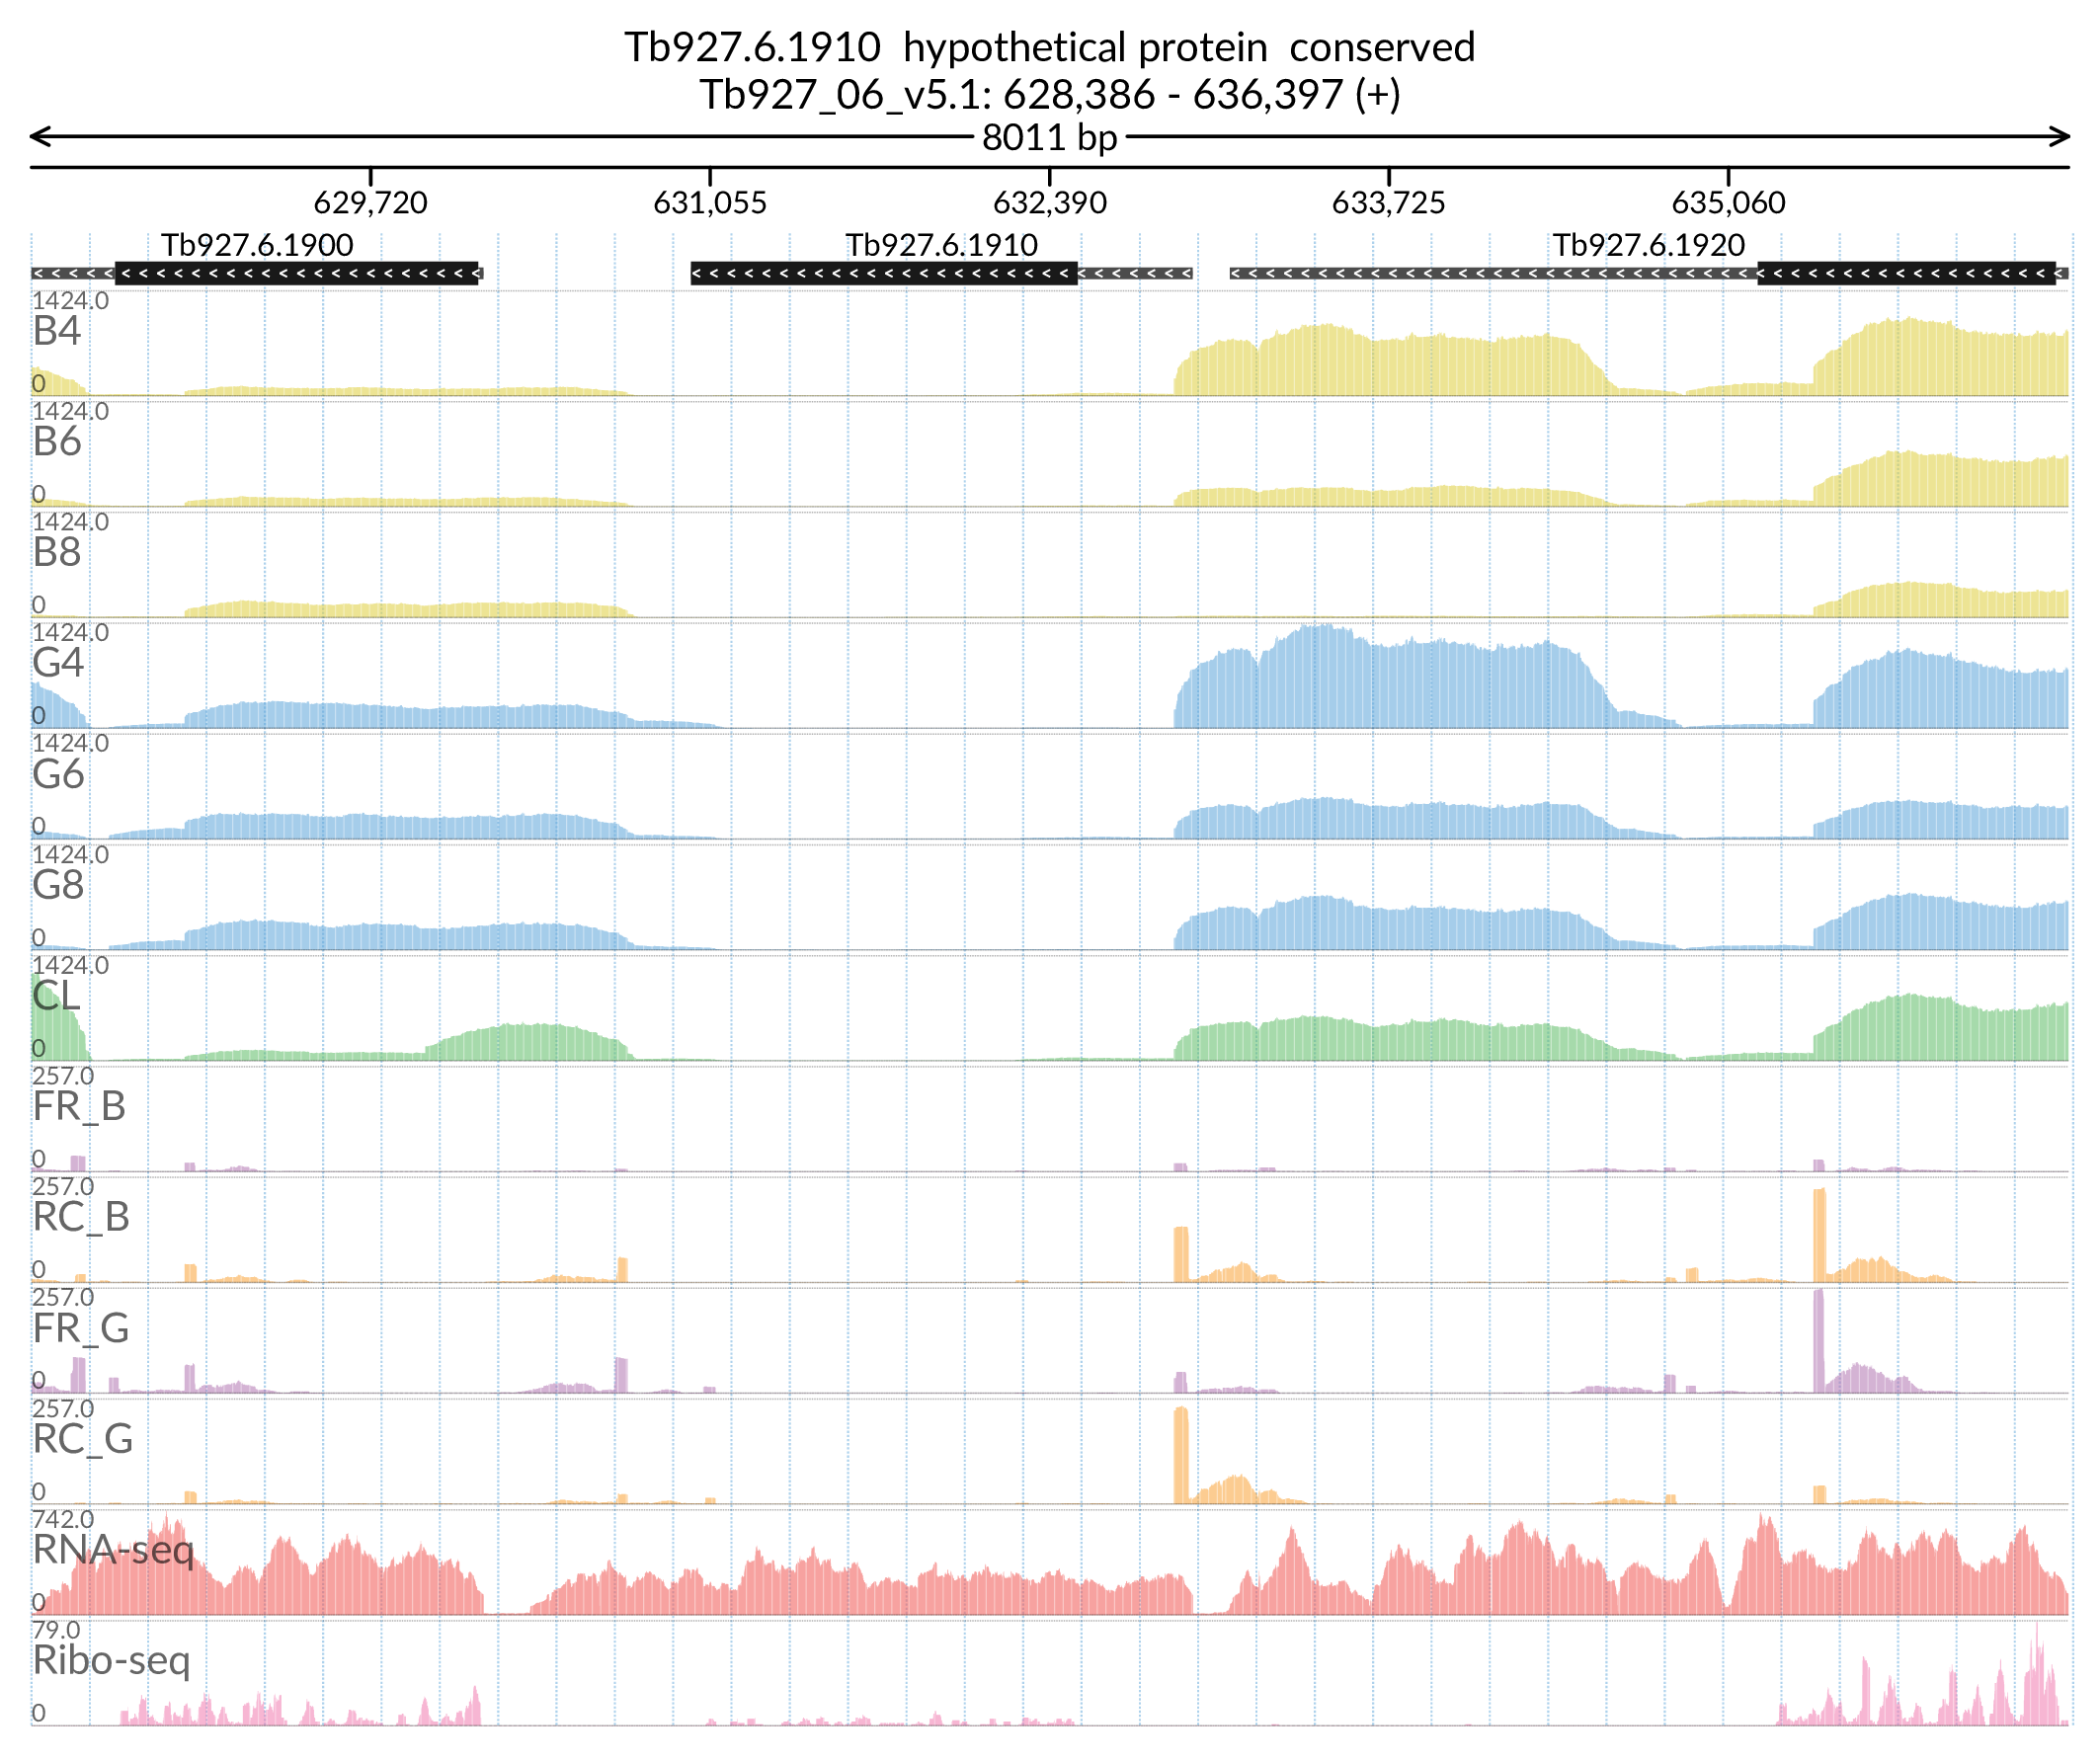 Tb927.6.1910 hypothetical protein conserved
Tb927_06_v5.1: 628,386 - 636,397 (+)
8011 bp
629,720 631,055 632,390 633,725 635,060
Tb927.6.1900 Tb927.6.1910 Tb927.6.1920
1424.0
B4
0
1424.0
B6
0
1424.0
B8
0
1424.0
G4
0
1424.0
G6
0
1424.0
G8
0
1424.0
CL
0
257.0
FR_B
0
257.0
RC_B
0
257.0
FR_G
0
257.0
RC_G
0
742.0
RNA-seq
0
79.0
Ribo-seq
0